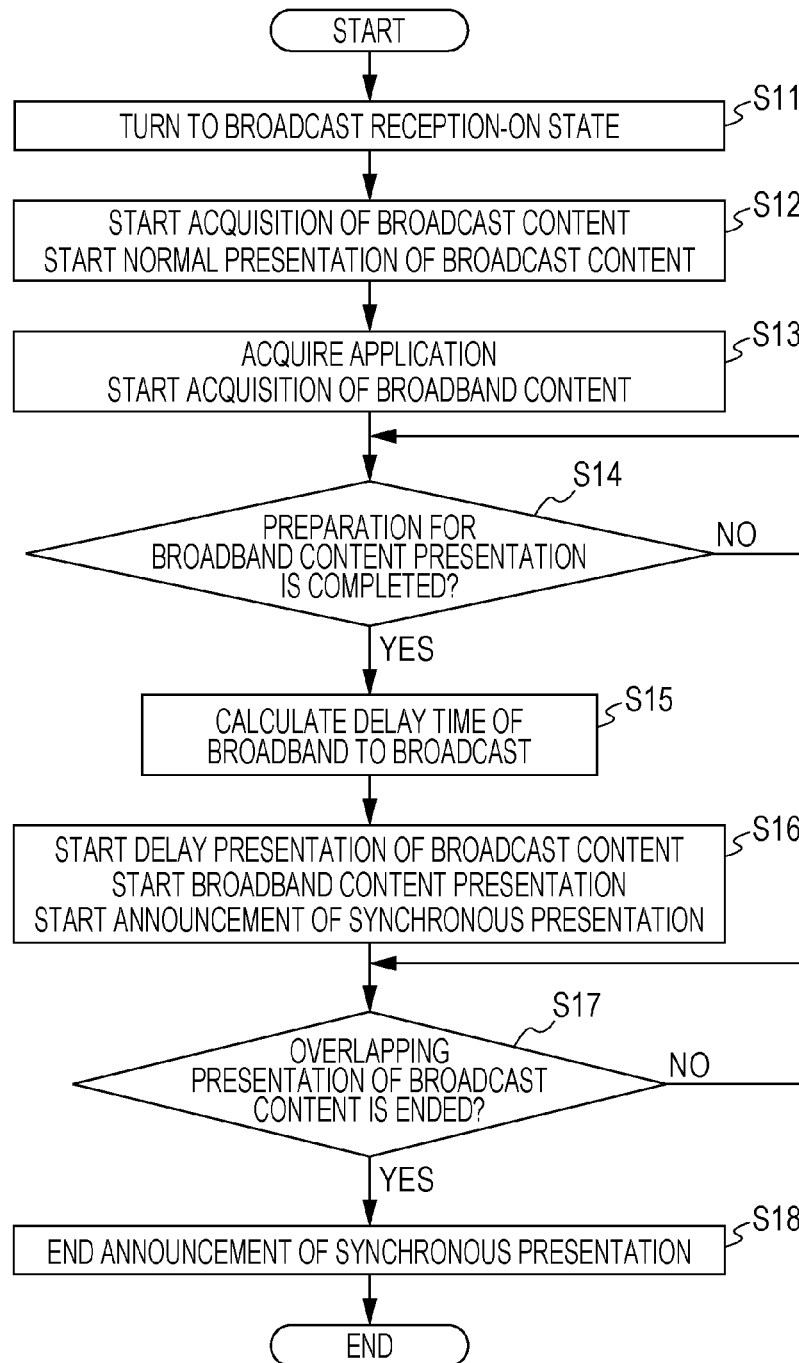 START
S11
TURN TO BROADCAST RECEPTION-ON STATE
S12
START ACQUISITION OF BROADCAST CONTENT
START NORMAL PRESENTATION OF BROADCAST CONTENT
S13
ACQUIRE APPLICATION
START ACQUISITION OF BROADBAND CONTENT
S14
PREPARATION FOR
BROADBAND CONTENT PRESENTATION
IS COMPLETED?
NO
YES
S15
CALCULATE DELAY TIME OF
BROADBAND TO BROADCAST
S16
START DELAY PRESENTATION OF BROADCAST CONTENT
START BROADBAND CONTENT PRESENTATION
START ANNOUNCEMENT OF SYNCHRONOUS PRESENTATION
S17
OVERLAPPING
PRESENTATION OF BROADCAST
CONTENT IS ENDED?
NO
YES
S18
END ANNOUNCEMENT OF SYNCHRONOUS PRESENTATION
END